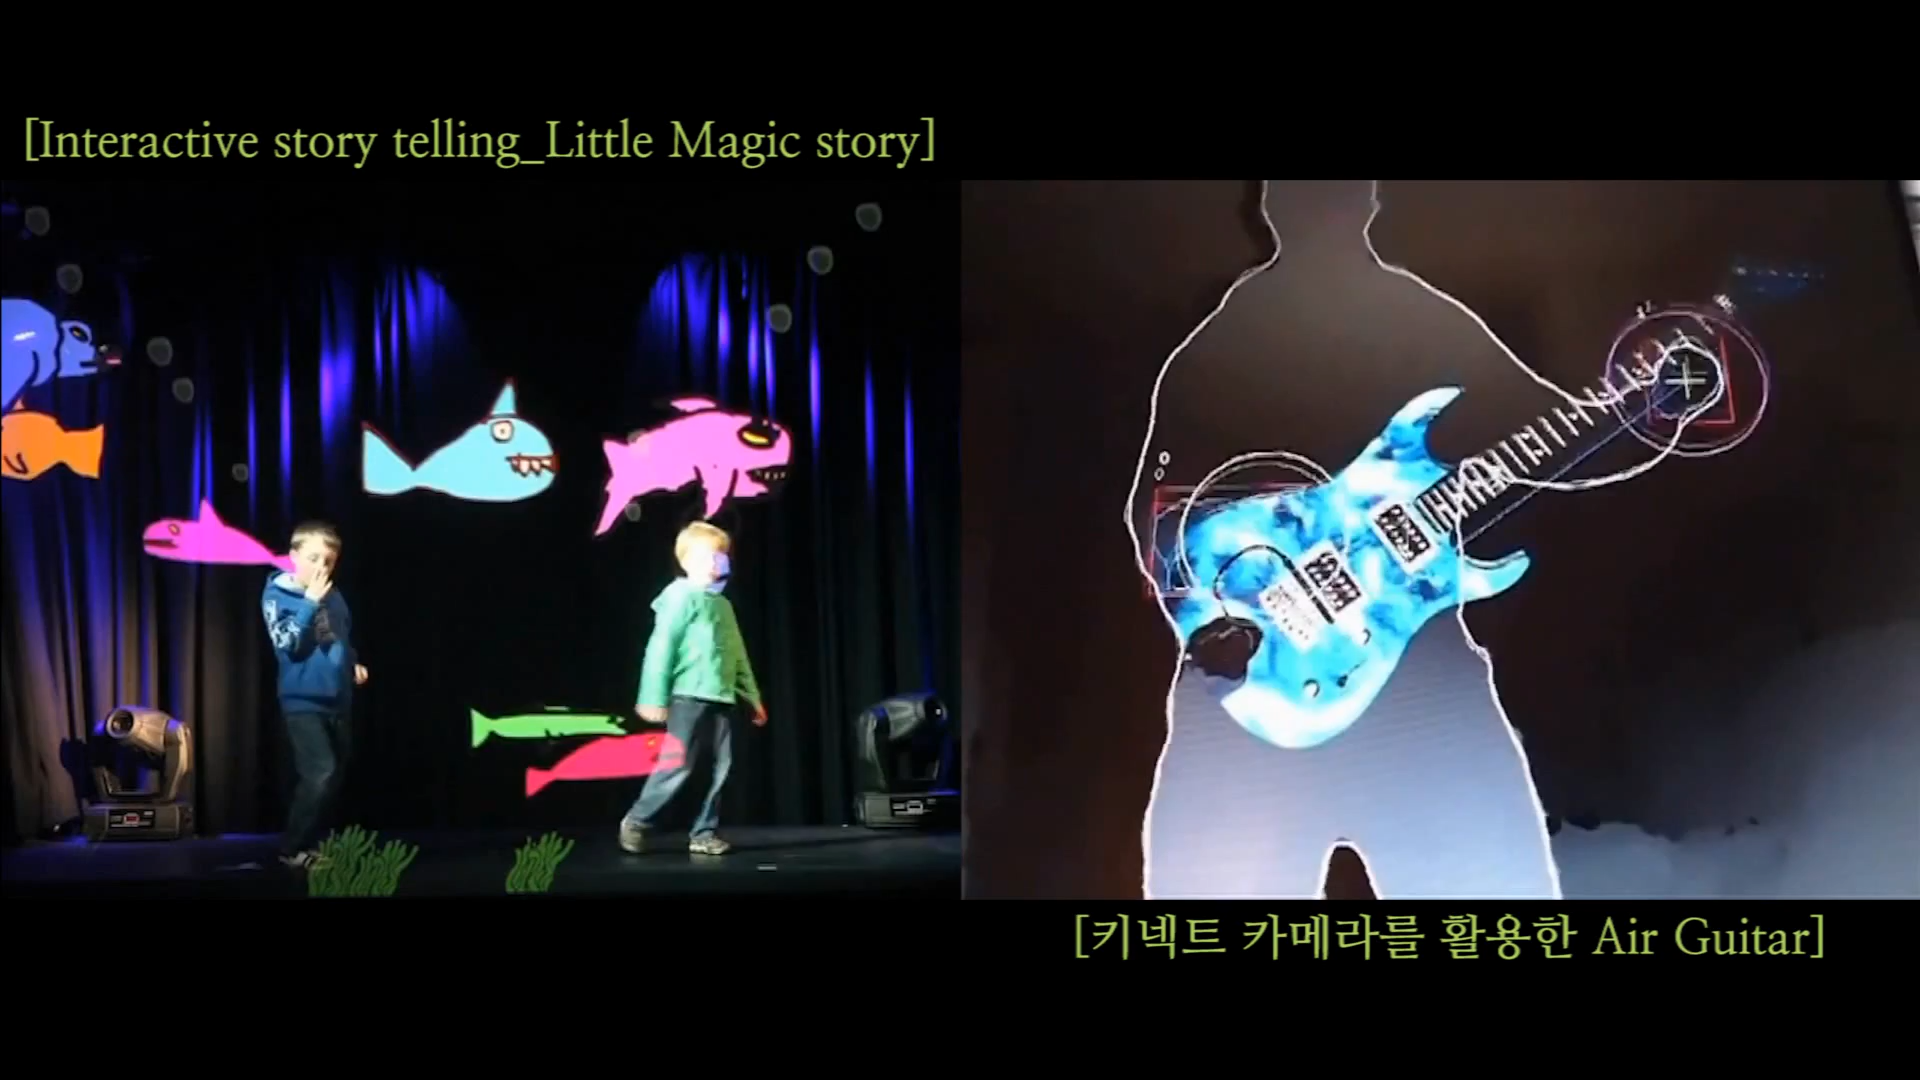 [Interactive story telling_Little Magic story]
[키넥트 카메라를 활용한 Air Guitar]